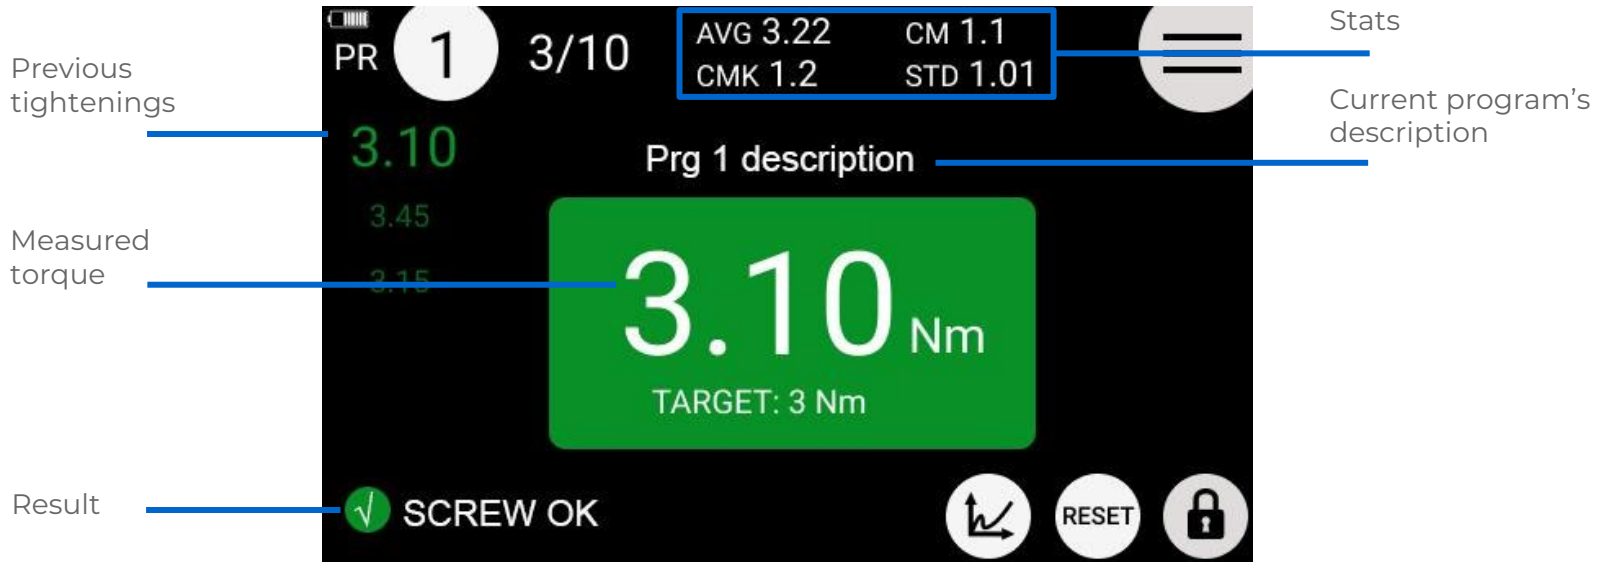 Previous
tightenings
Measured
torque
Result
PR 1 3/10
AVG 3.22 CM 1.1
CMK 1.2 STD 1.01
3.10
3.45
3.15
Prg 1 description
3.10 Nm
TARGET: 3 Nm
√ SCREW OK
RESET
Stats
Current program’s
description